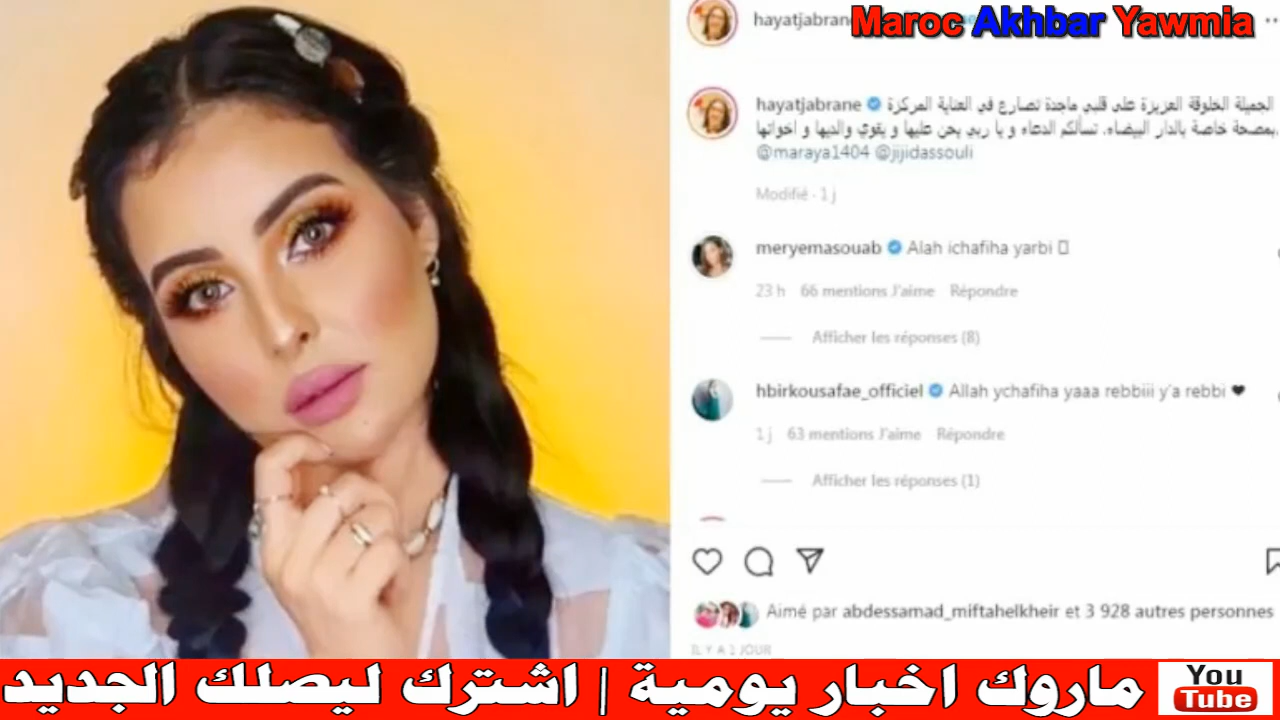 hayatjabrane
Maroc Akhbar Yawmia
hayatjabrane الجميلة الخلوقة العزيزة على قلبي ماجدة تصارع في العناية المركزة
بمصحة خاصة بالدار البيضاء. تسألكم الدعاء و يا ربي يحن عليها و يقوي والديها و اخواتها
@maraya1404 @jijidassouli
Modifié · 1 j
meryemasouab Alah ichafiha yarbi
23 h 66 mentions J'aime Répondre
Afficher les réponses (8)
hbirkousafae_officiel Allah ychafiha yaaa rebbiii y'a rebbi ♥
1 j 63 mentions J'aime Répondre
Afficher les réponses (1)
Aimé par abdessamad_miftahelkheir et 3 928 autres personnes
IL Y A 1 JOUR
ماروك اخبار يومية | اشترك ليصلك الجديد
You
Tube